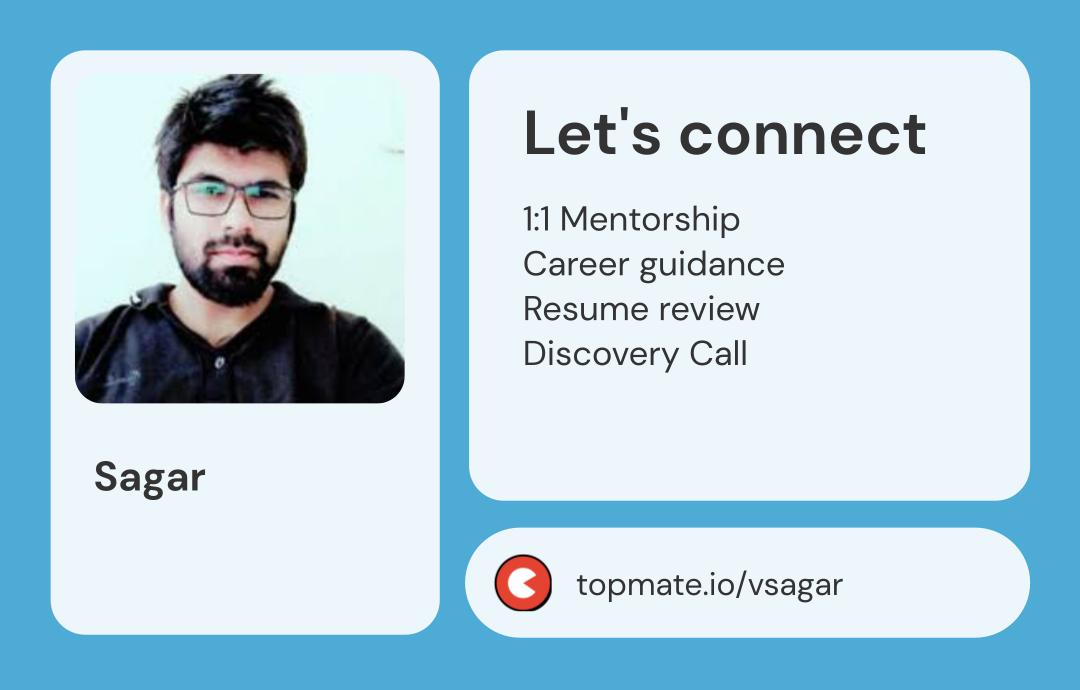 Sagar
Let's connect
1:1 Mentorship
Career guidance
Resume review
Discovery Call
topmate.io/vsagar